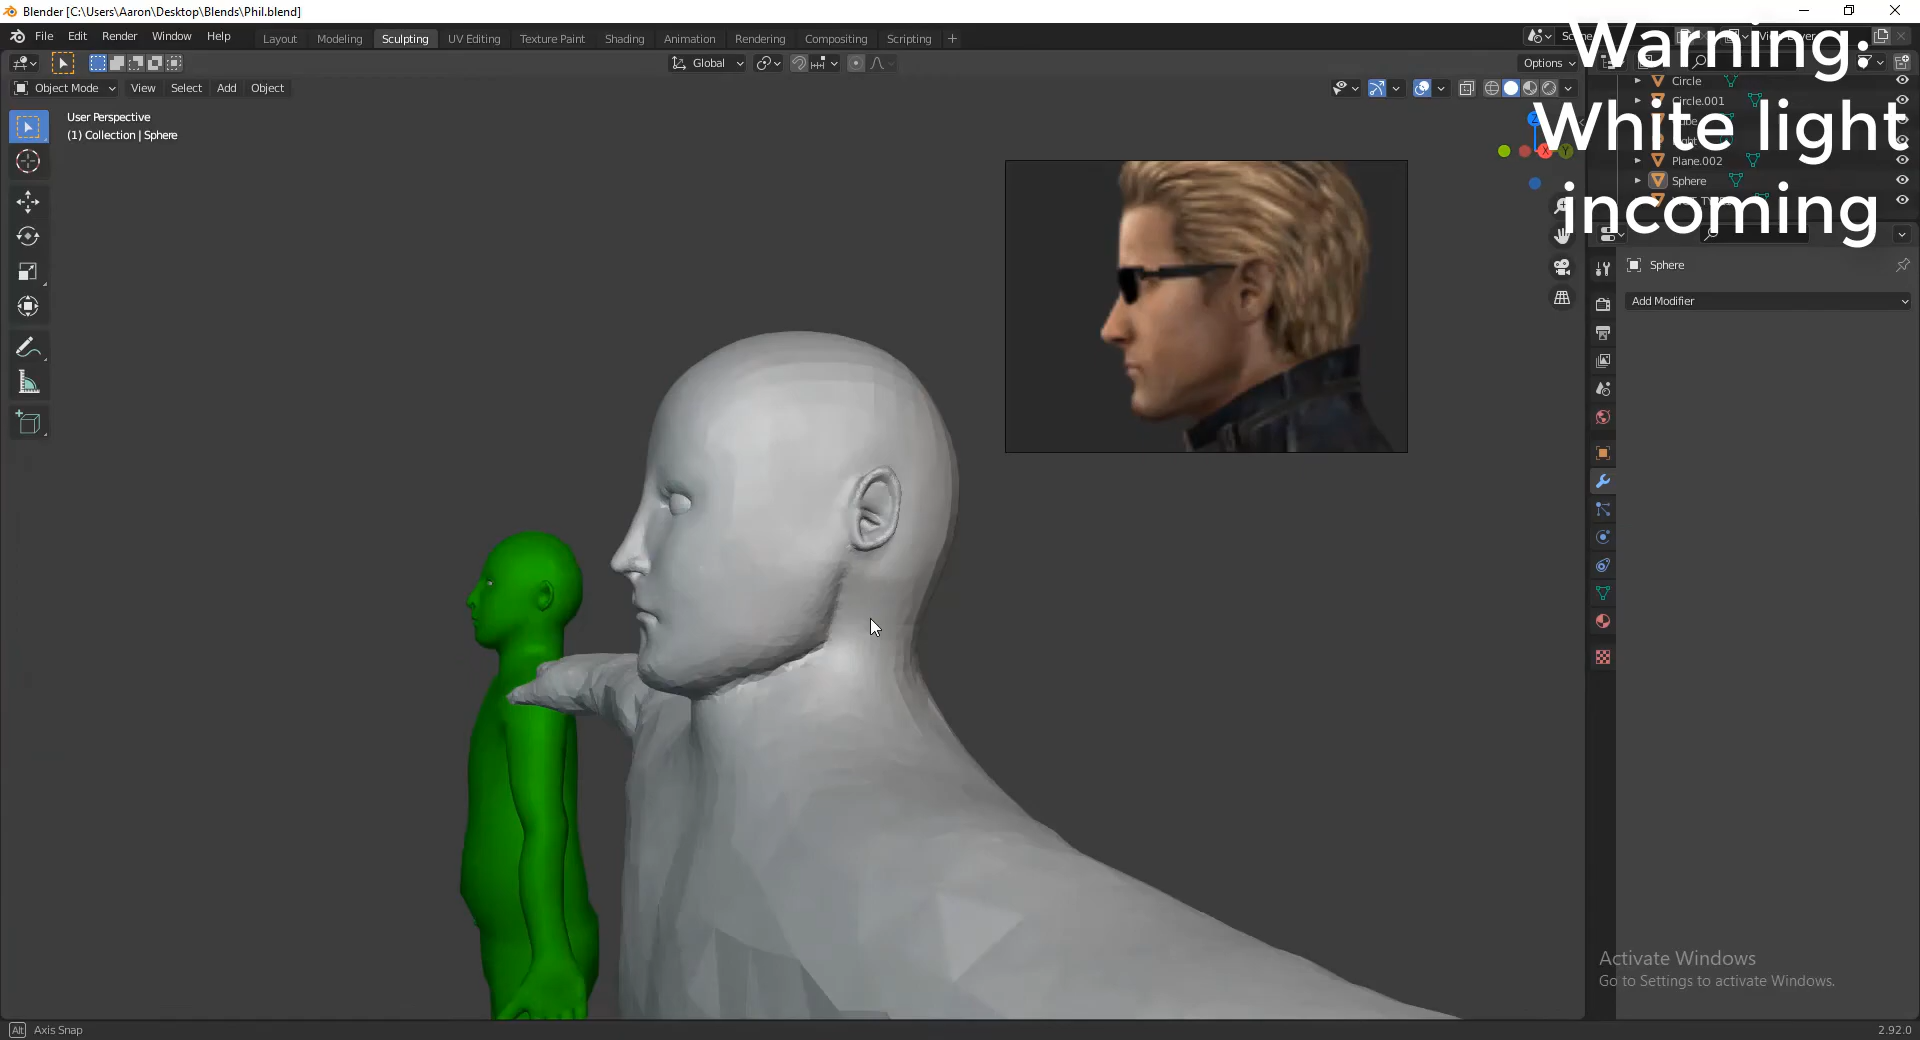 Blender [C:\Users\Aaron\Desktop\Blends\Phil.blend]
File Edit Render Window Help Layout Modeling Sculpting UV Editing Texture Paint Shading Animation Rendering Compositing Scripting +
Warning:
White light
incoming
Global
Options
Object Mode View Select Add Object
User Perspective
(1) Collection | Sphere
Circle
Circle.001
Plane.002
Sphere
Z
X
Y
Sphere
Add Modifier
Activate Windows
Go to Settings to activate Windows.
Alt Axis Snap
2.92.0